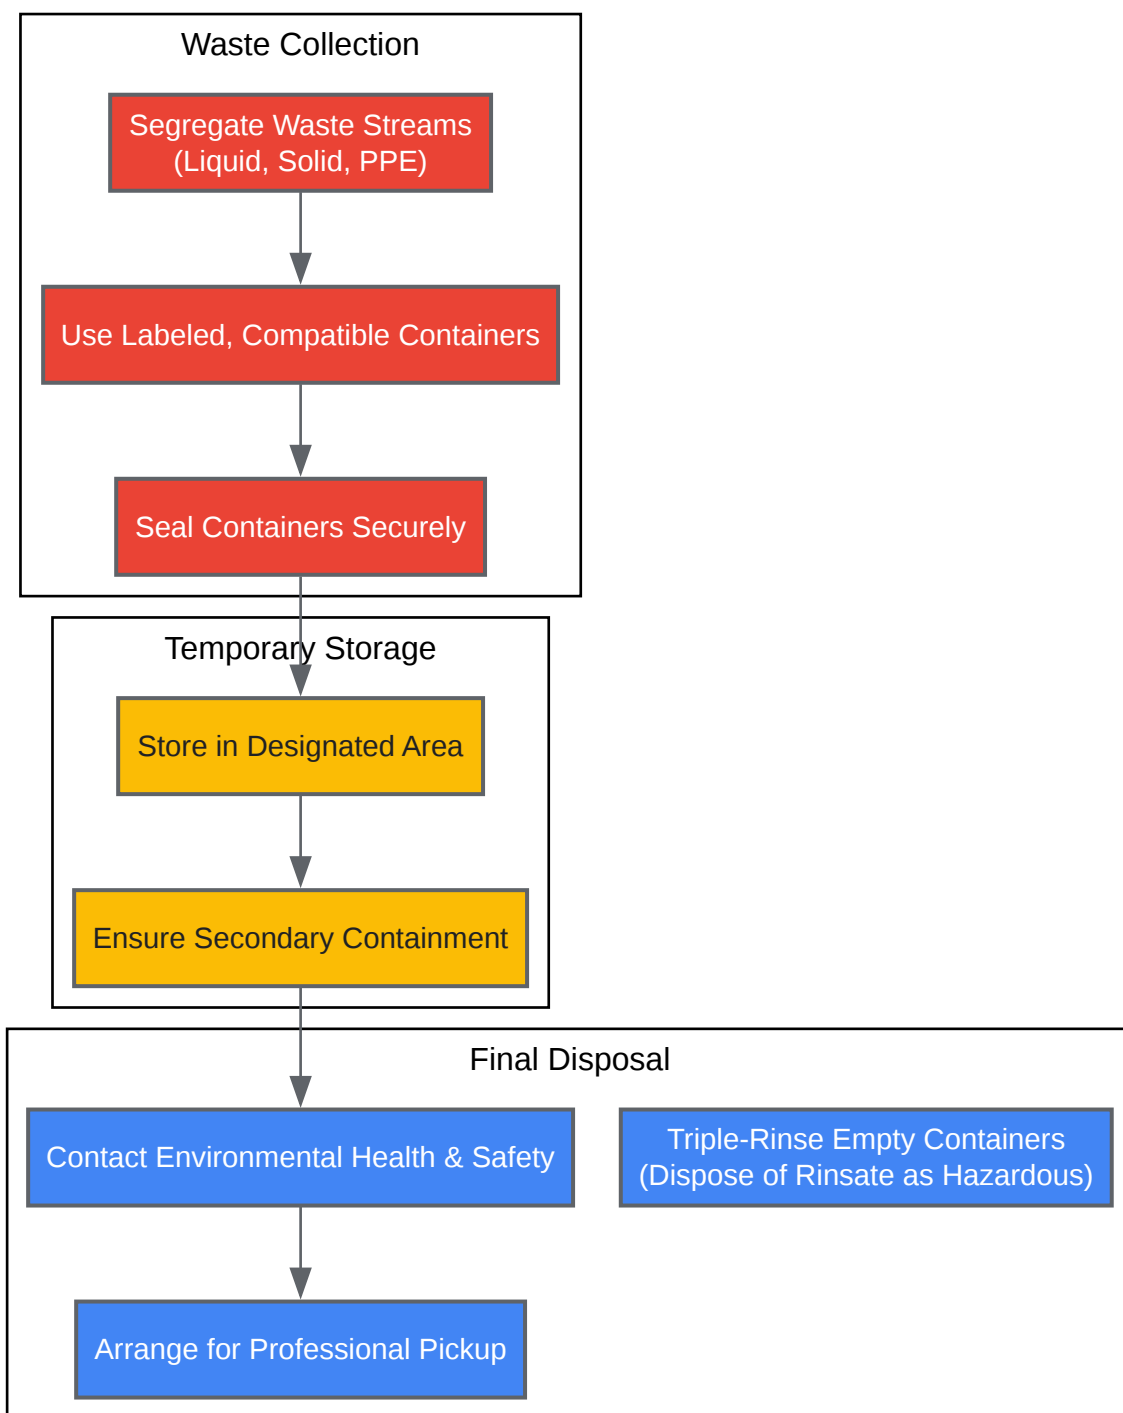 Waste Collection
Segregate Waste Streams
(Liquid, Solid, PPE)
Use Labeled, Compatible Containers
Seal Containers Securely
Temporary Storage
Store in Designated Area
Ensure Secondary Containment
Final Disposal
Contact Environmental Health & Safety
Triple-Rinse Empty Containers
(Dispose of Rinsate as Hazardous)
Arrange for Professional Pickup